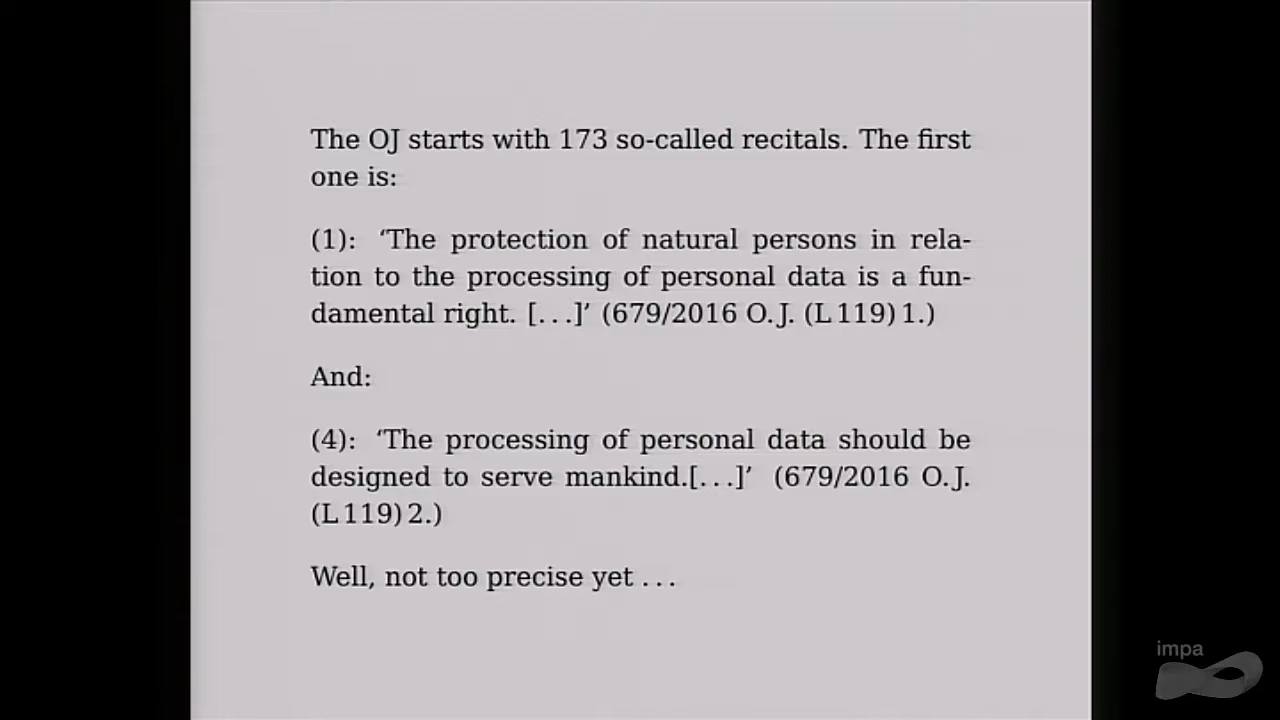 The OJ starts with 173 so-called recitals. The first
one is:
(1): ‘The protection of natural persons in rela-
tion to the processing of personal data is a fun-
damental right. [...]’ (679/2016 O.J. (L 119) 1.)
And:
(4): ‘The processing of personal data should be
designed to serve mankind.[...]’ (679/2016 O.J.
(L 119) 2.)
Well, not too precise yet ...
impa